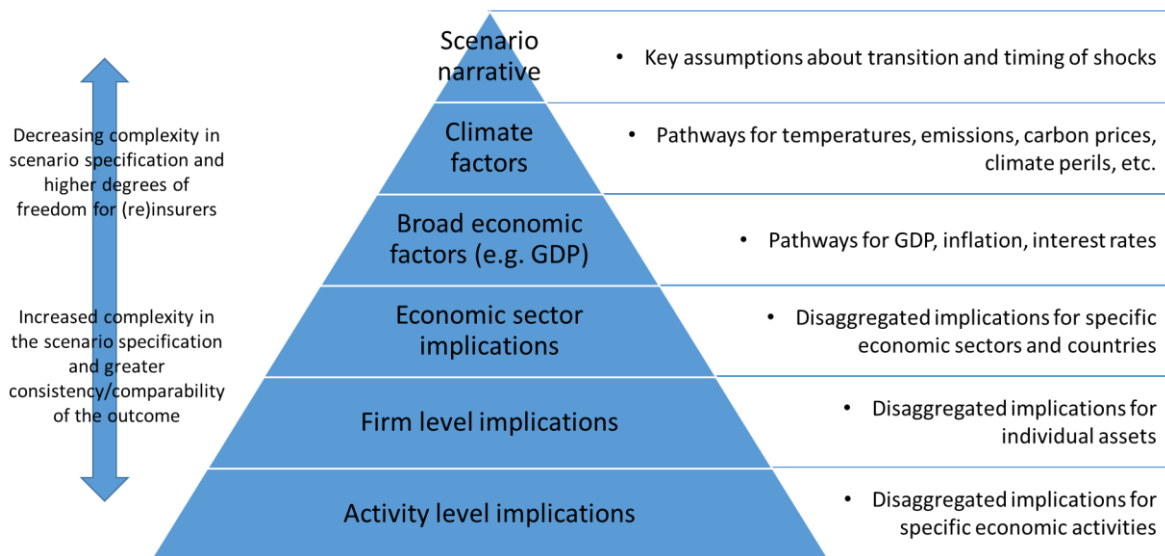 Scenario
narrative
• Key assumptions about transition and timing of shocks
Decreasing complexity in
scenario specification and
higher degrees of
freedom for (re)insurers
Climate
factors
• Pathways for temperatures, emissions, carbon prices,
climate perils, etc.
Broad economic
factors (e.g. GDP)
• Pathways for GDP, inflation, interest rates
Increased complexity in
the scenario specification
and greater
consistency/comparability
of the outcome
Economic sector
implications
• Disaggregated implications for specific
economic sectors and countries
Firm level implications
• Disaggregated implications for
individual assets
Activity level implications
• Disaggregated implications for
specific economic activities